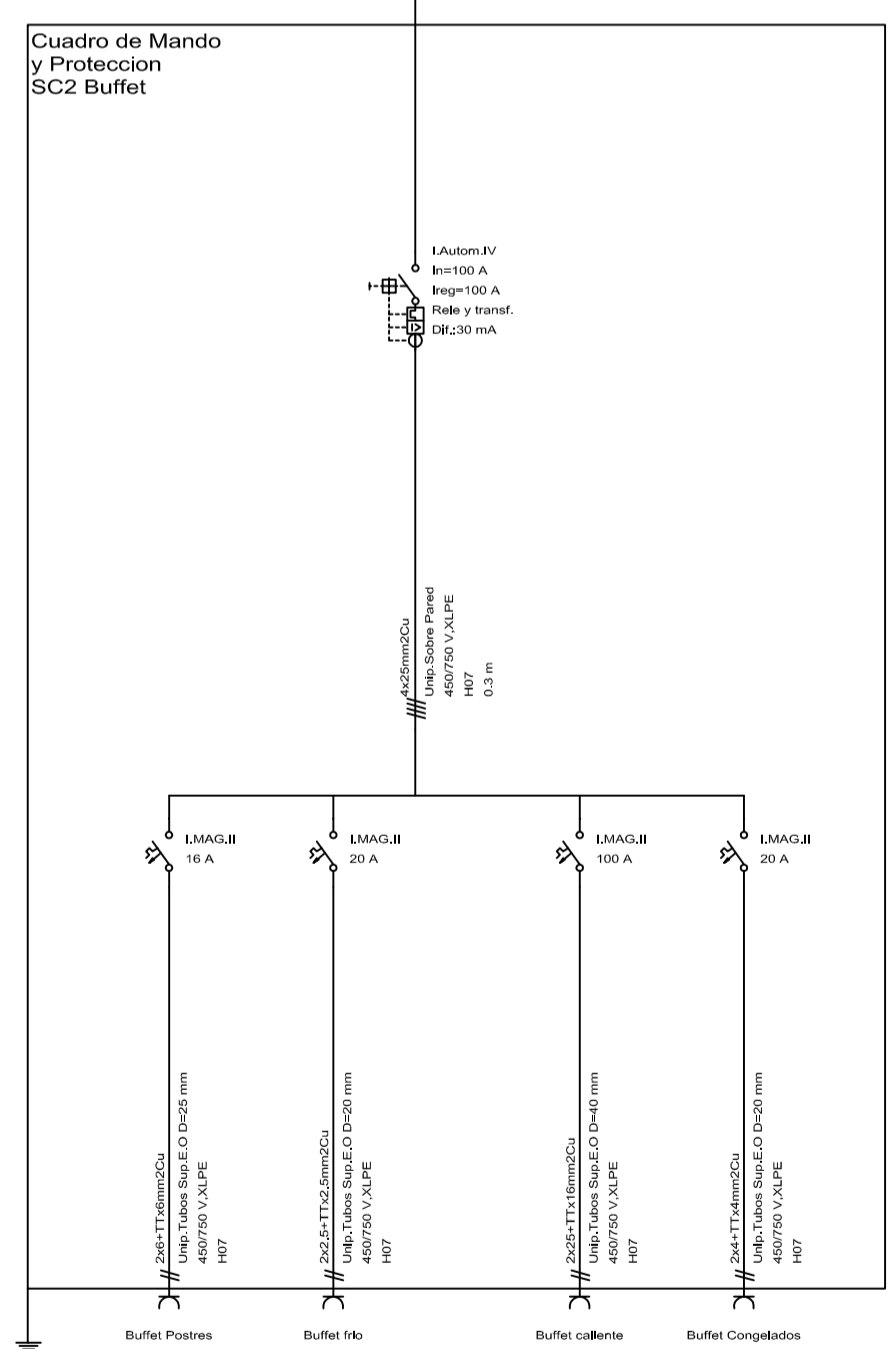 Cuadro de Mando
y Proteccion
SC2 Buffet
I.Autom.IV
In=100 A
Ireg=100 A
Rele y transf.
Dif.:30 mA
4x25mm2Cu
Unip.Sobre Pared
450/750 V,XLPE
H07
0.3 m
I.MAG.II
16 A
I.MAG.II
20 A
I.MAG.II
100 A
I.MAG.II
20 A
2x6+TTx6mm2Cu
Unip.Tubos Sup.E.O D=25 mm
450/750 V,XLPE
H07
2x2.5+TTx2.5mm2Cu
Unip.Tubos Sup.E.O D=20 mm
450/750 V,XLPE
H07
2x25+TTx16mm2Cu
Unip.Tubos Sup.E.O D=40 mm
450/750 V,XLPE
H07
2x4+TTx4mm2Cu
Unip.Tubos Sup.E.O D=20 mm
450/750 V,XLPE
H07
Buffet Postres
Buffet frío
Buffet caliente
Buffet Congelados